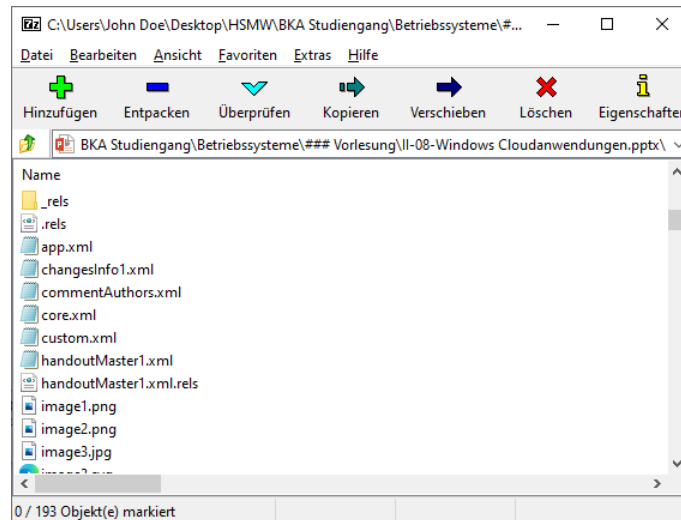 7z C:\Users\John Doe\Desktop\HSMW\BKA Studiengang\Betriebssysteme\#...
Datei Bearbeiten Ansicht Favoriten Extras Hilfe
Hinzufügen Entpacken Überprüfen Kopieren Verschieben Löschen Eigenschafte
BKA Studiengang\Betriebssysteme\### Vorlesung\II-08-Windows Cloudanwendungen.pptx\
Name
_rels
.rels
app.xml
changesInfo1.xml
commentAuthors.xml
core.xml
custom.xml
handoutMaster1.xml
handoutMaster1.xml.rels
image1.png
image2.png
image3.jpg
0 / 193 Objekt(e) markiert